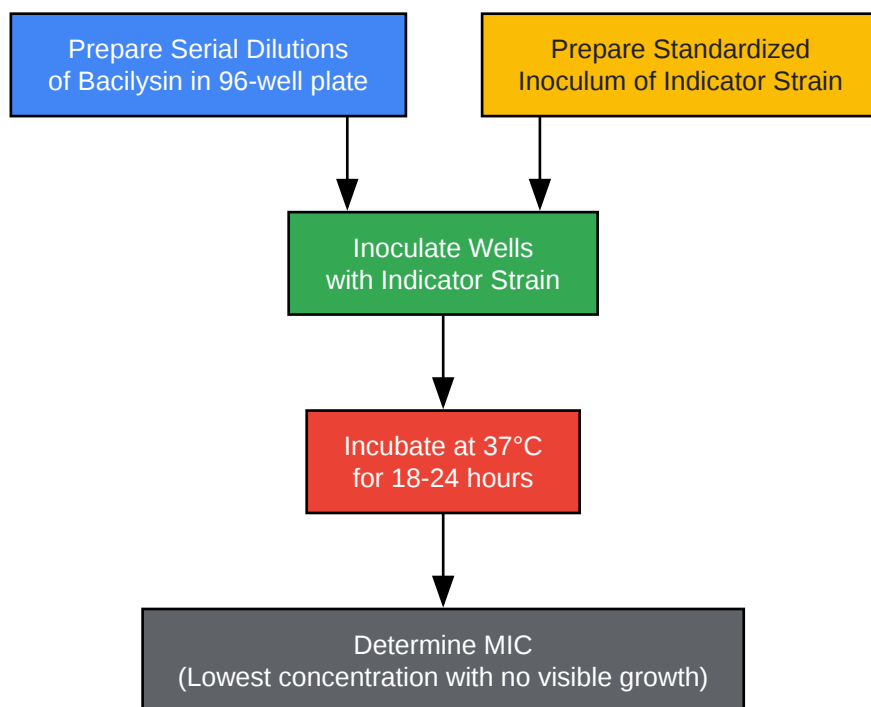 Prepare Serial Dilutions
of Bacilysin in 96-well plate
Prepare Standardized
Inoculum of Indicator Strain
Inoculate Wells
with Indicator Strain
Incubate at 37°C
for 18-24 hours
Determine MIC
(Lowest concentration with no visible growth)